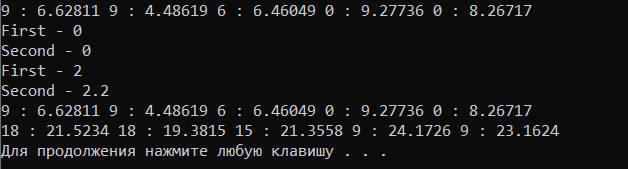 9 : 6.62811 9 : 4.48619 6 : 6.46049 0 : 9.27736 0 : 8.26717
First - 0
Second - 0
First - 2
Second - 2.2
9 : 6.62811 9 : 4.48619 6 : 6.46049 0 : 9.27736 0 : 8.26717
18 : 21.5234 18 : 19.3815 15 : 21.3558 9 : 24.1726 9 : 23.1624
Для продолжения нажмите любую клавишу . . .